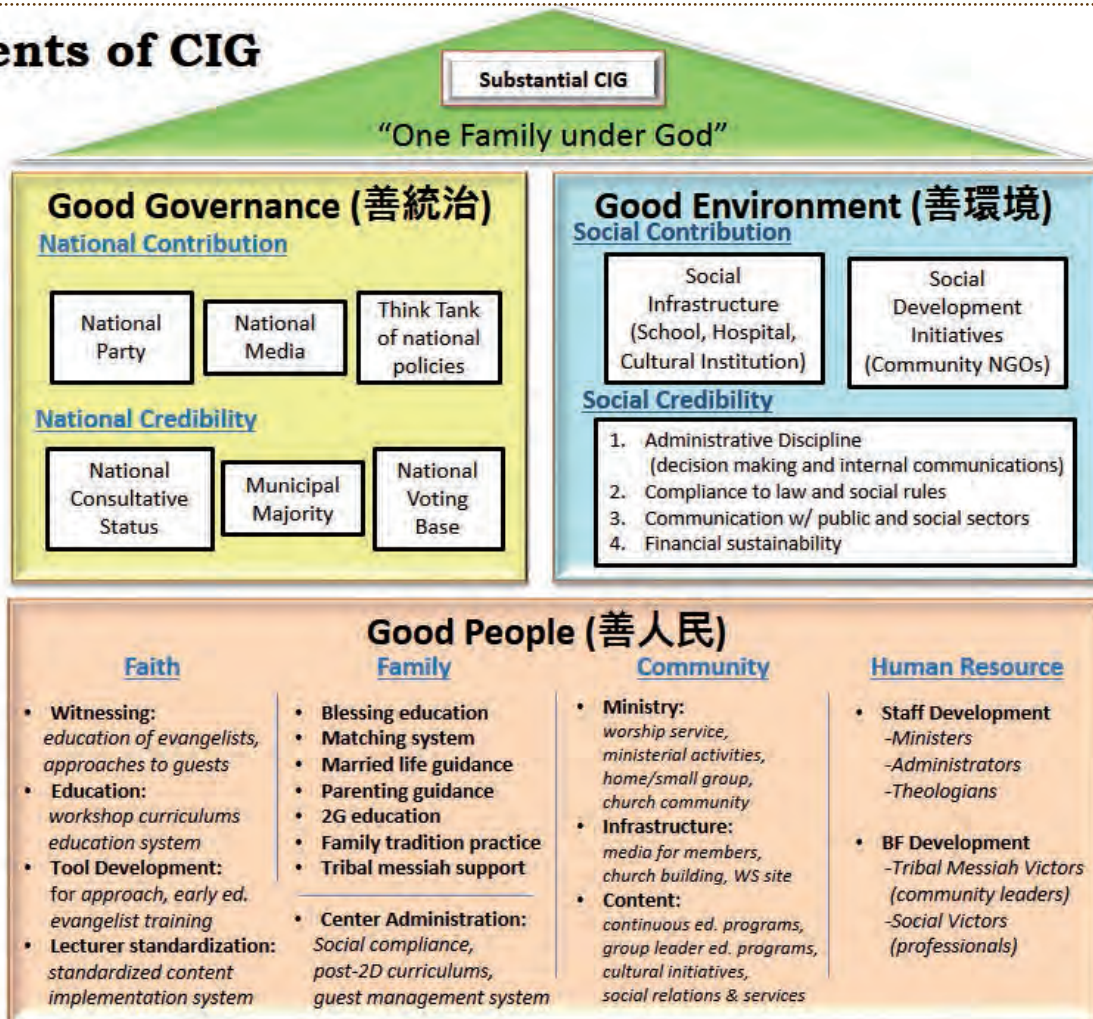 ents of CIG
Substantial CIG
“One Family under God”
Good Governance (善統治)
National Contribution
National
Party
National
Media
Think Tank
of national
policies
National Credibility
National
Consultative
Status
Municipal
Majority
National
Voting
Base
Good Environment (善環境)
Social Contribution
Social
Infrastructure
(School, Hospital,
Cultural Institution)
Social
Development
Initiatives
(Community NGOs)
Social Credibility
1. Administrative Discipline
(decision making and internal communications)
2. Compliance to law and social rules
3. Communication w/ public and social sectors
4. Financial sustainability
Good People (善人民)
Faith
• Witnessing:
education of evangelists,
approaches to guests
• Education:
workshop curriculums
education system
• Tool Development:
for approach, early ed.
evangelist training
• Lecturer standardization:
standardized content
implementation system
Family
• Blessing education
• Matching system
• Married life guidance
• Parenting guidance
• 2G education
• Family tradition practice
• Tribal messiah support
• Center Administration:
Social compliance,
post-2D curriculums,
guest management system
Community
• Ministry:
worship service,
ministerial activities,
home/small group,
church community
• Infrastructure:
media for members,
church building, WS site
• Content:
continuous ed. programs,
group leader ed. programs,
cultural initiatives,
social relations & services
Human Resource
• Staff Development
-Ministers
-Administrators
-Theologians
• BF Development
-Tribal Messiah Victors
(community leaders)
-Social Victors
(professionals)